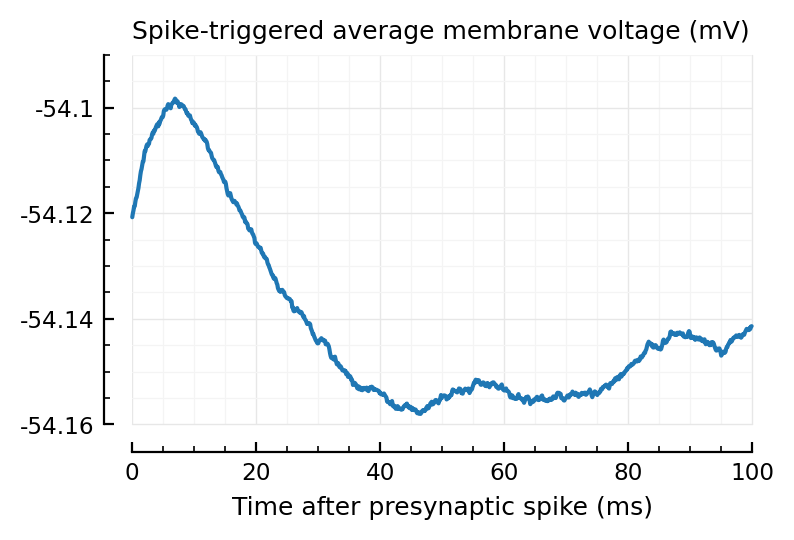 Spike-triggered average membrane voltage (mV)
-54.1
-54.12
-54.14
-54.16
0 20 40 60 80 100
Time after presynaptic spike (ms)